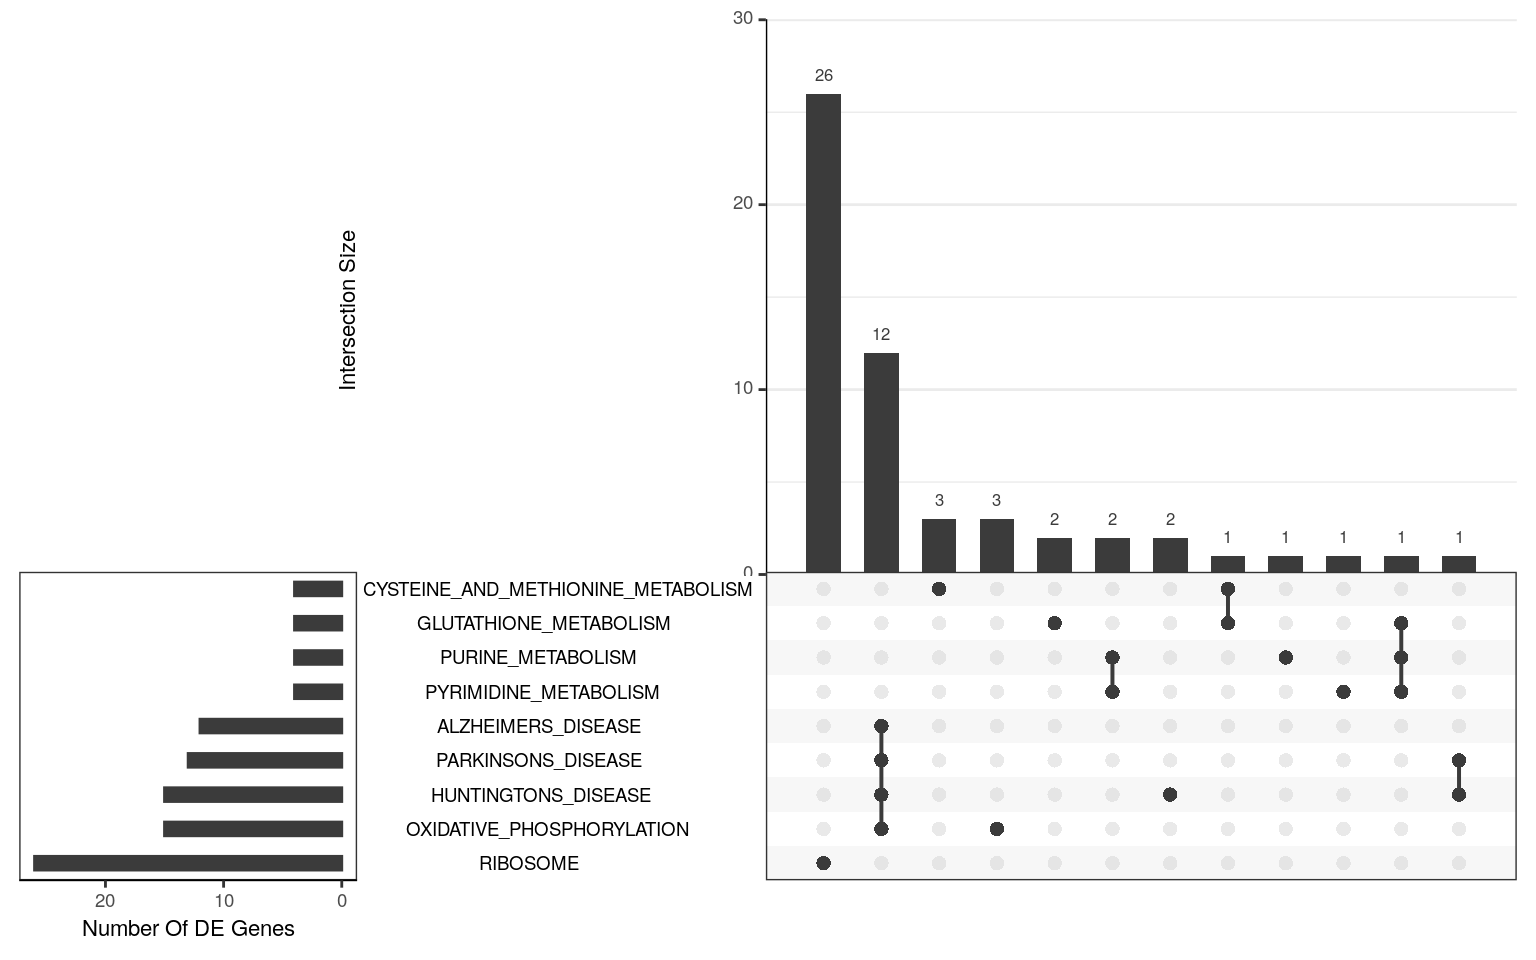 30
26
20
12
10
3
3
2
2
2
1
1
1
1
1
0
Intersection Size
CYSTEINE_AND_METHIONINE_METABOLISM
GLUTATHIONE_METABOLISM
PURINE_METABOLISM
PYRIMIDINE_METABOLISM
ALZHEIMERS_DISEASE
PARKINSONS_DISEASE
HUNTINGTONS_DISEASE
OXIDATIVE_PHOSPHORYLATION
RIBOSOME
20 10 0
Number Of DE Genes